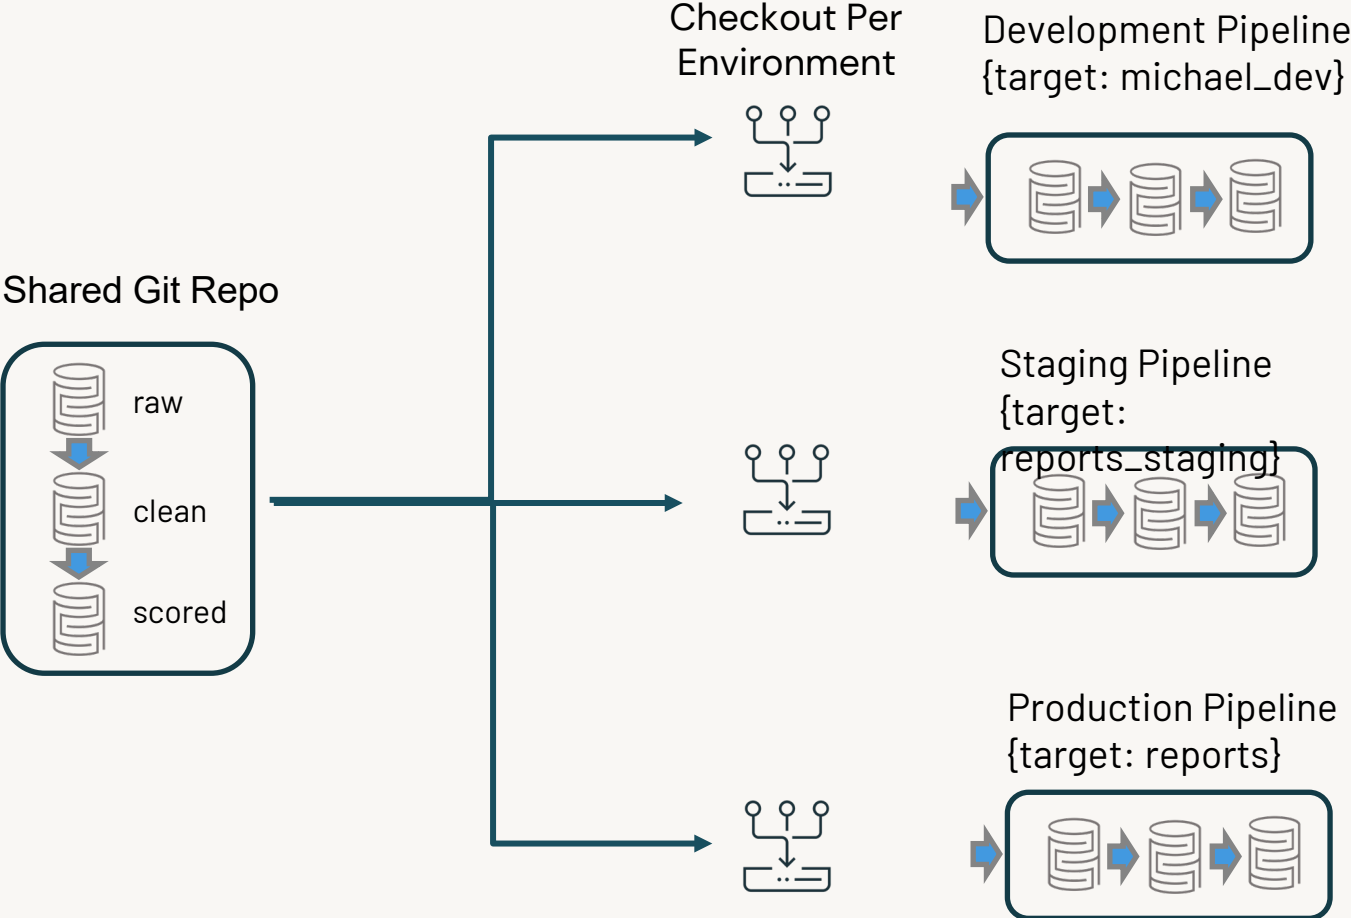 Checkout Per
Environment
Development Pipeline
{target: michael_dev}
Shared Git Repo
raw
clean
scored
Staging Pipeline
{target:
reports_staging}
Production Pipeline
{target: reports}